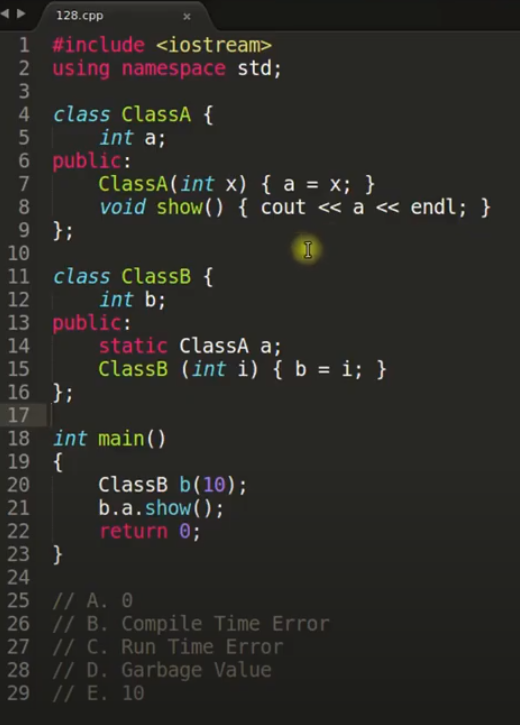 128.cpp ×
1 #include <iostream>
2 using namespace std;
3
4 class ClassA {
5     int a;
6 public:
7     ClassA(int x) { a = x; }
8     void show() { cout << a << endl; }
9 };
10
11 class ClassB {
12     int b;
13 public:
14     static ClassA a;
15     ClassB (int i) { b = i; }
16 };
17
18 int main()
19 {
20     ClassB b(10);
21     b.a.show();
22     return 0;
23 }
24
25 // A. 0
26 // B. Compile Time Error
27 // C. Run Time Error
28 // D. Garbage Value
29 // E. 10